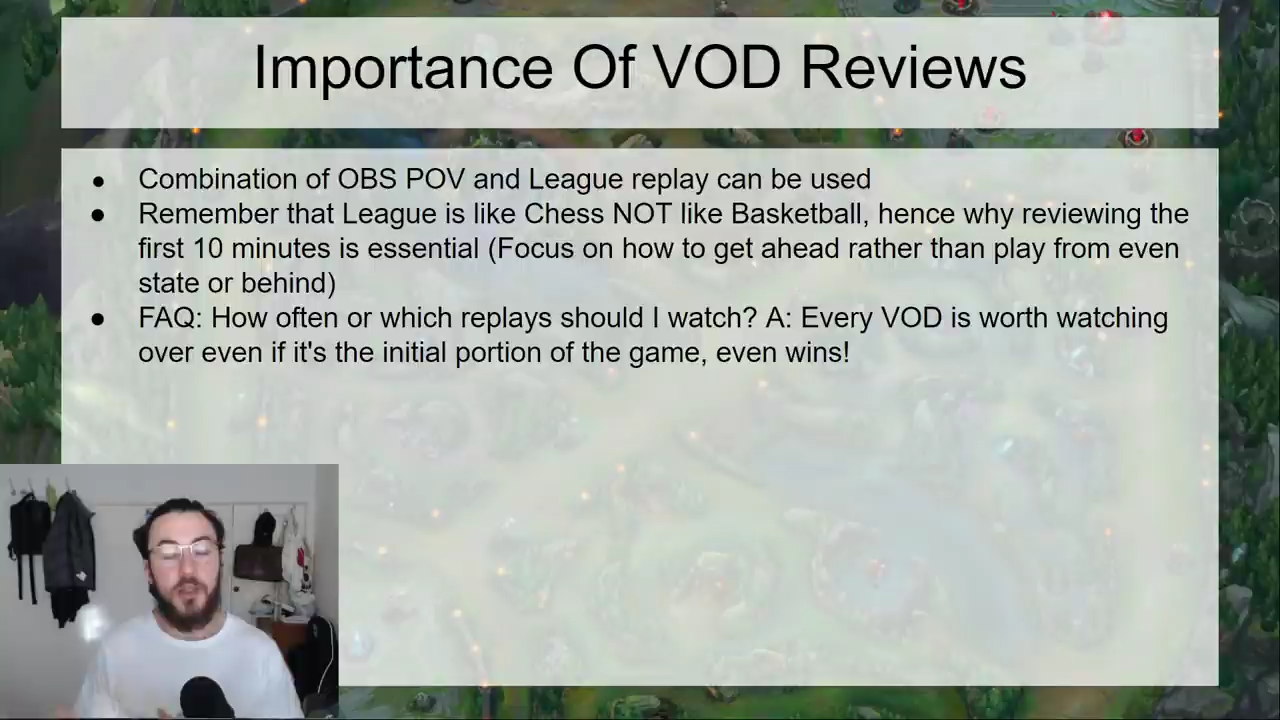 Importance Of VOD Reviews
● Combination of OBS POV and League replay can be used
● Remember that League is like Chess NOT like Basketball, hence why reviewing the
first 10 minutes is essential (Focus on how to get ahead rather than play from even
state or behind)
● FAQ: How often or which replays should I watch? A: Every VOD is worth watching
over even if it's the initial portion of the game, even wins!